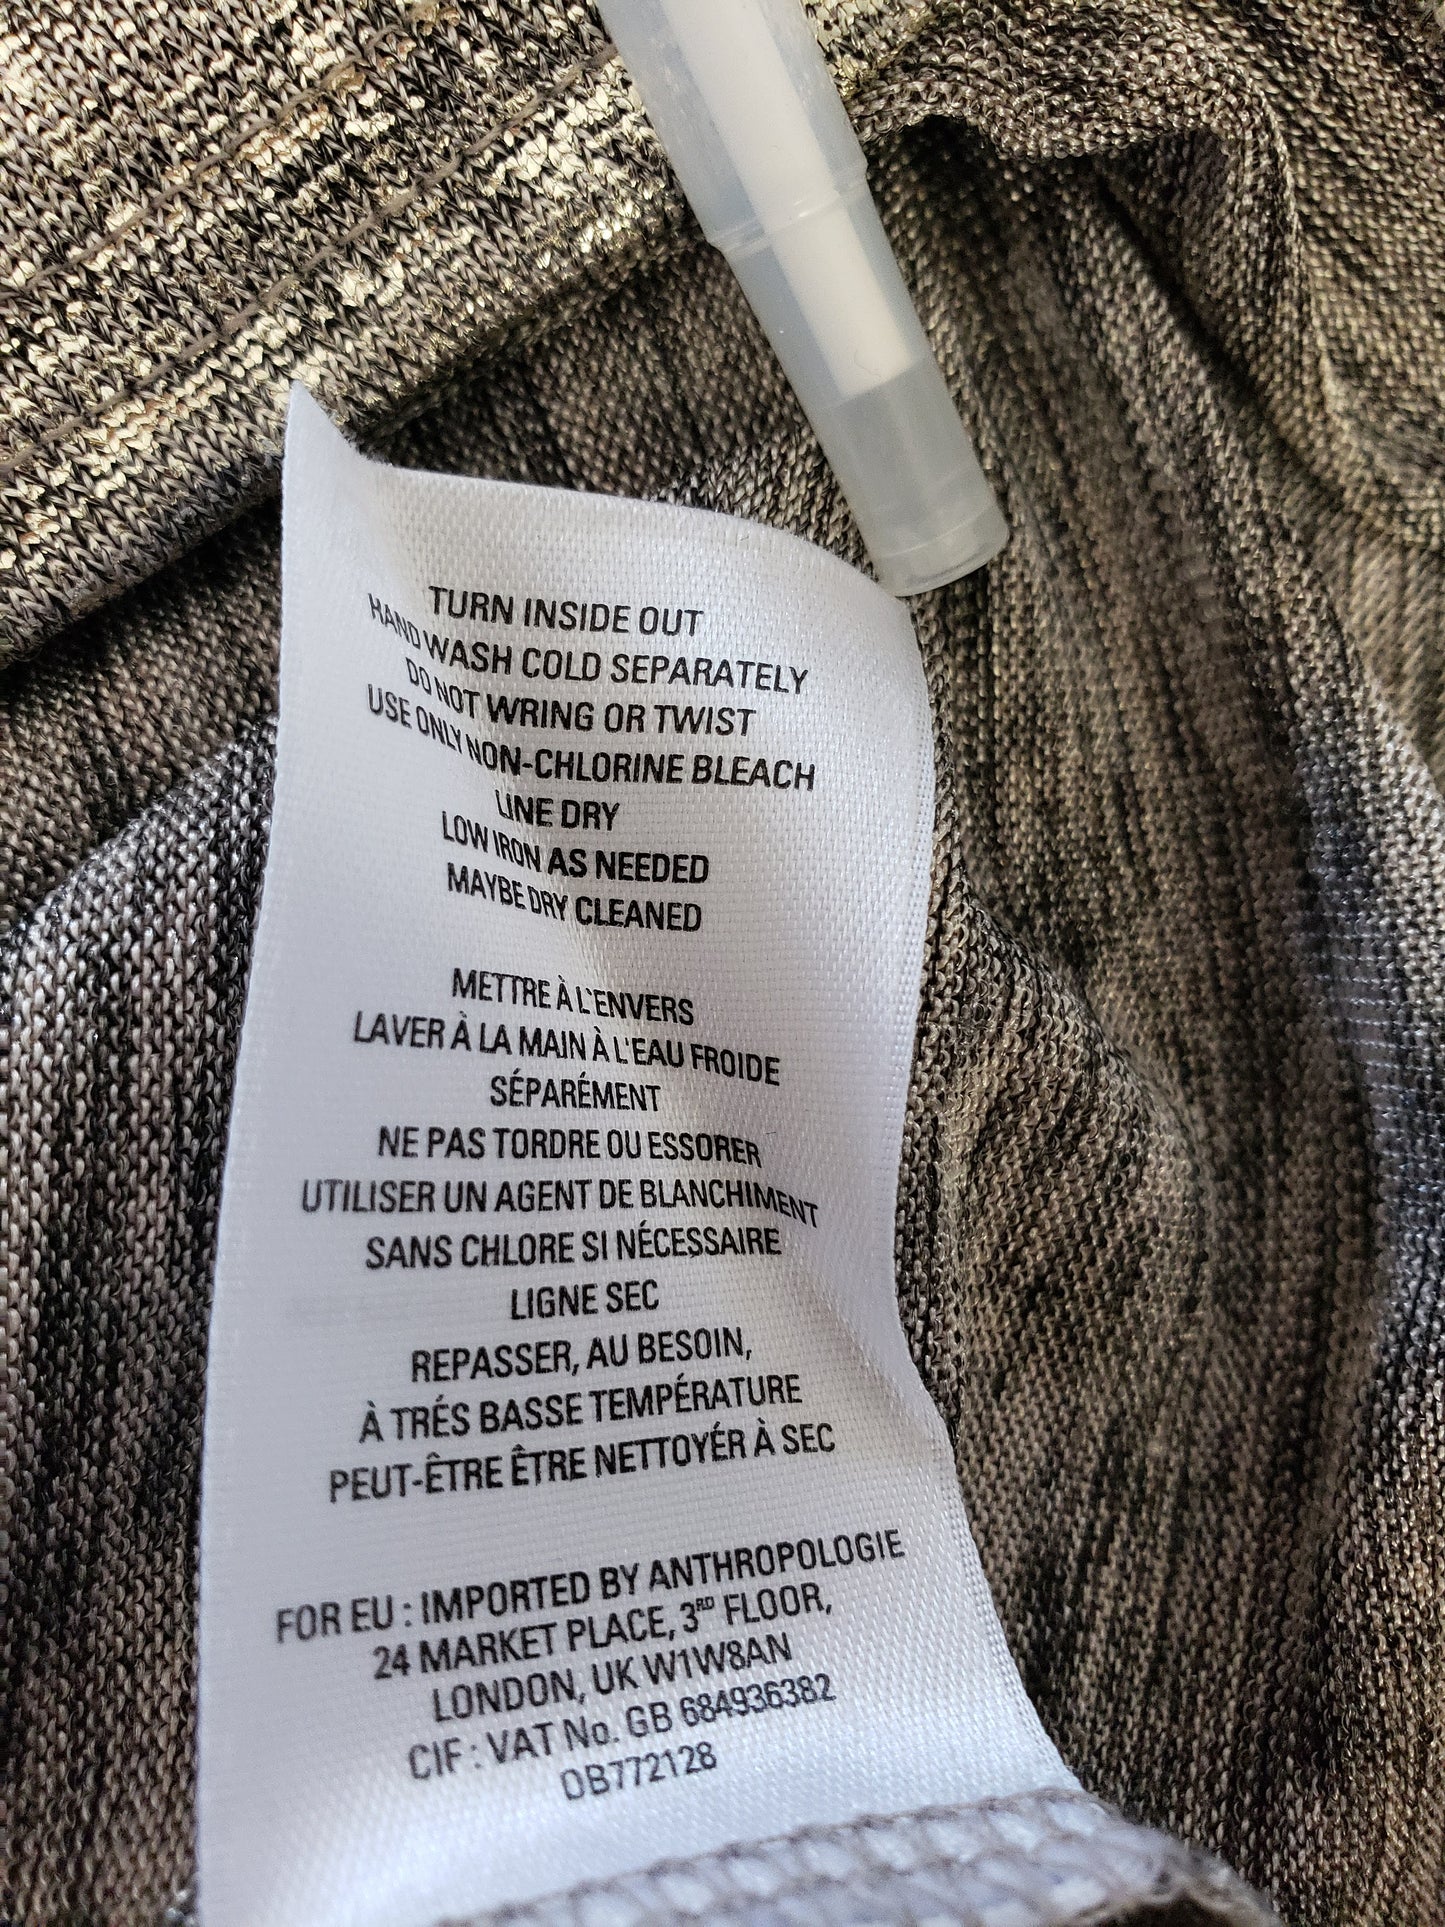 TURN INSIDE OUT
HAND WASH COLD SEPARATELY
DO NOT WRING OR TWIST
USE ONLY NON-CHLORINE BLEACH
LINE DRY
LOW IRON AS NEEDED
MAYBE DRY CLEANED
METTRE À L'ENVERS
LAVER À LA MAIN À L'EAU FROIDE
SÉPARÉMENT
NE PAS TORDRE OU ESSORER
UTILISER UN AGENT DE BLANCHIMENT
SANS CHLORE SI NÉCESSAIRE
LIGNE SEC
REPASSER, AU BESOIN,
À TRÉS BASSE TEMPÉRATURE
PEUT-ÊTRE ÊTRE NETTOYÉR À SEC
FOR EU : IMPORTED BY ANTHROPOLOGIE
24 MARKET PLACE, 3RD FLOOR,
LONDON, UK W1W8AN
CIF : VAT No. GB 684936382
OB772128